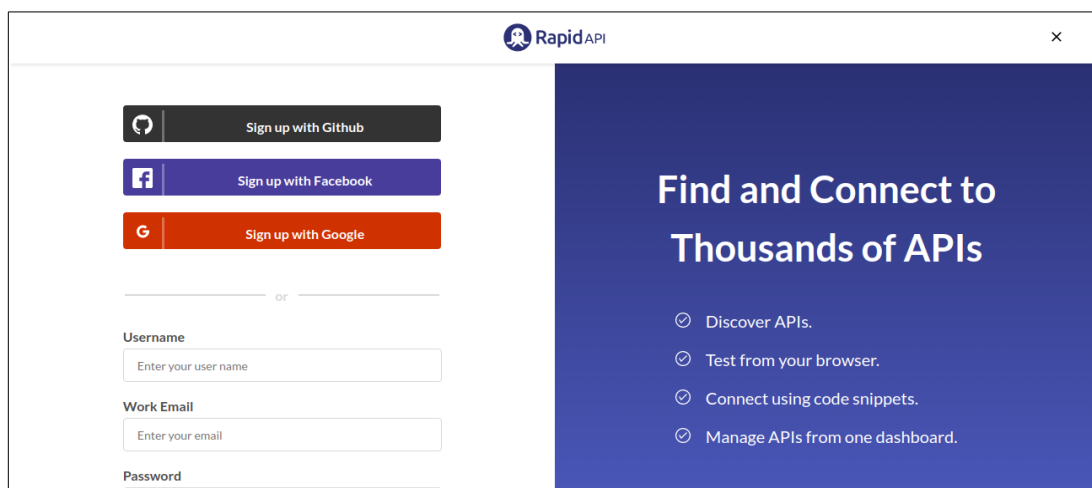 Rapid API
Sign up with Github
Sign up with Facebook
Sign up with Google
or
Username
Enter your user name
Work Email
Enter your email
Password
Find and Connect to
Thousands of APIs
Discover APIs.
Test from your browser.
Connect using code snippets.
Manage APIs from one dashboard.